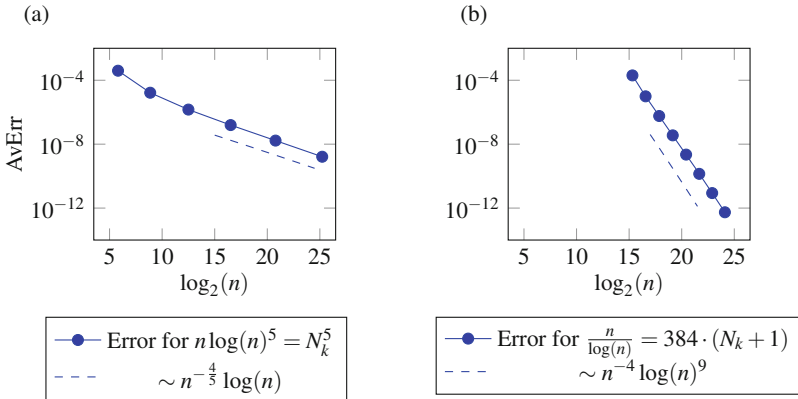 (a)
AvErr
10^{-4}
10^{-8}
10^{-12}
5 10 15 20 25
log_2(n)
Error for n log(n)^5 = N_k^5
∼ n^{-\frac{4}{5}} log(n)
(b)
10^{-4}
10^{-8}
10^{-12}
5 10 15 20 25
log_2(n)
Error for \frac{n}{log(n)} = 384 · (N_k + 1)
∼ n^{-4} log(n)^9